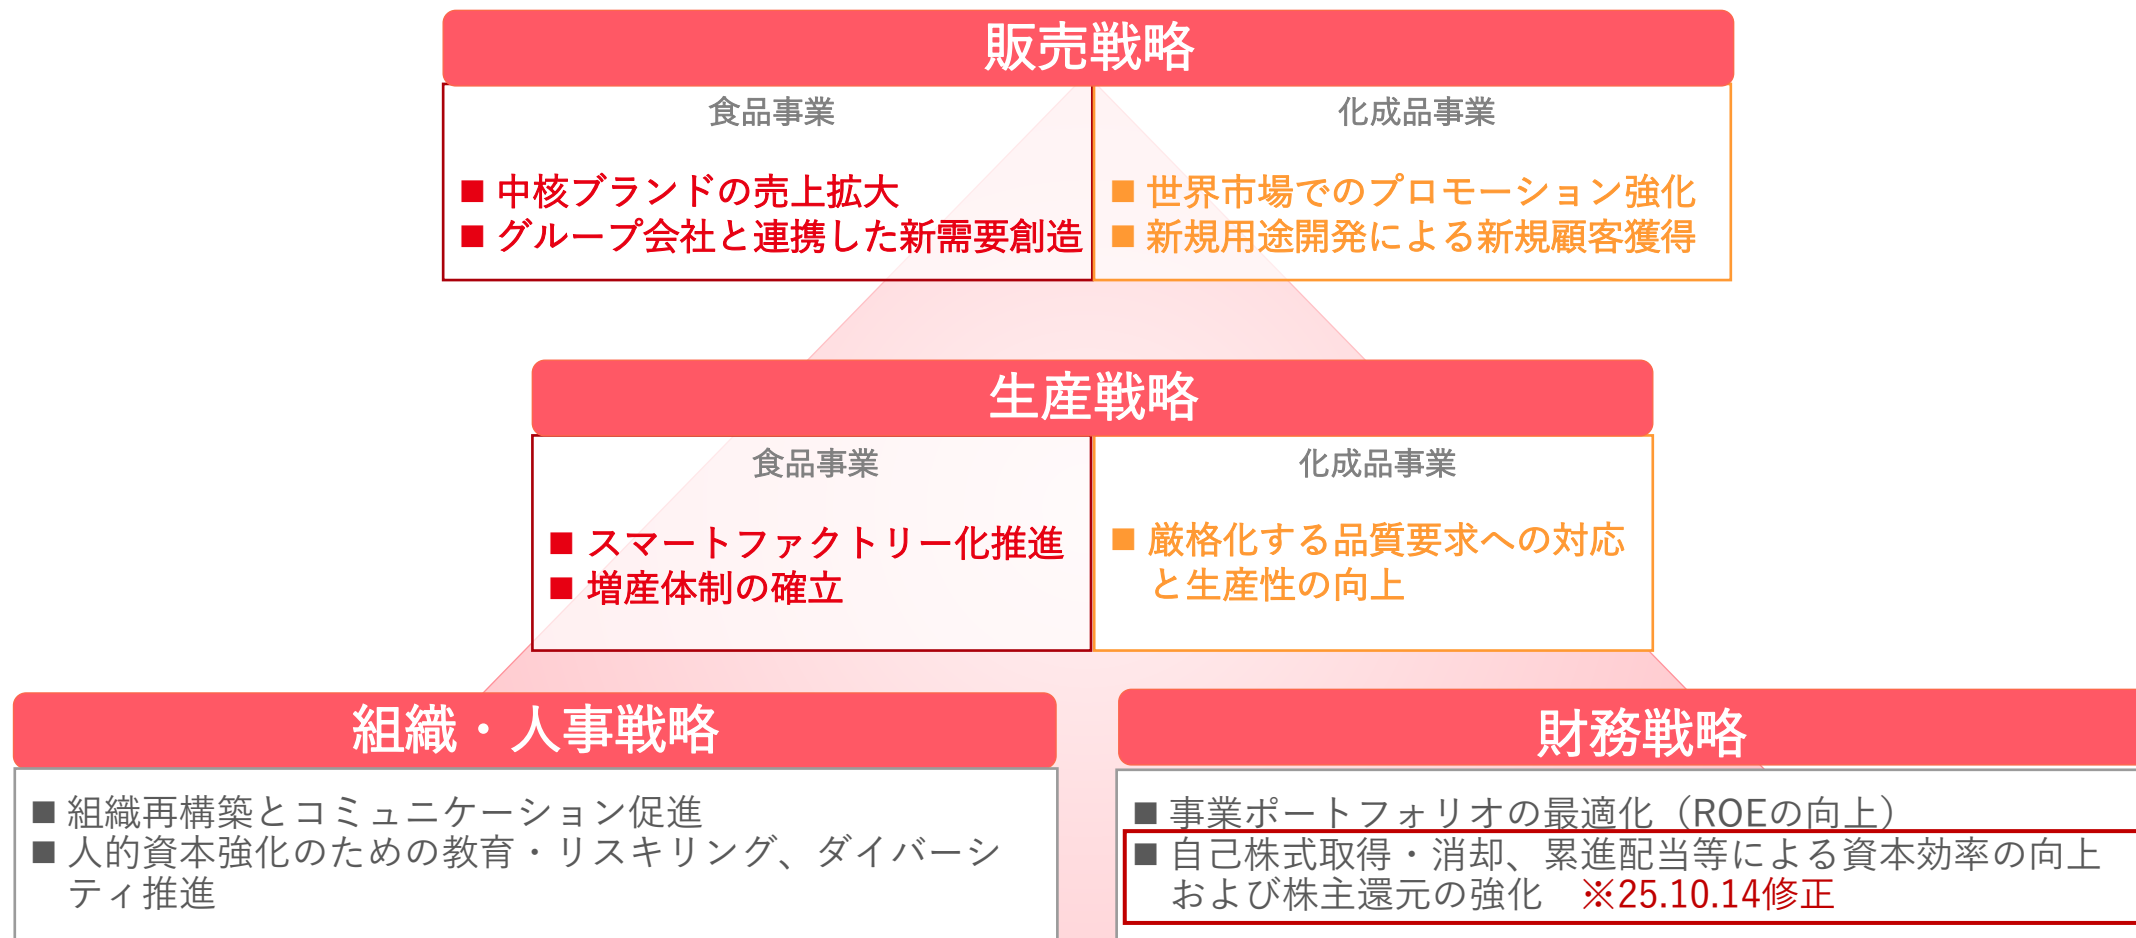 販売戦略
食品事業
■ 中核ブランドの売上拡大
■ グループ会社と連携した新需要創造
化成品事業
■ 世界市場でのプロモーション強化
■ 新規用途開発による新規顧客獲得
生産戦略
食品事業
■ スマートファクトリー化推進
■ 増産体制の確立
化成品事業
■ 厳格化する品質要求への対応
と生産性の向上
組織・人事戦略
■ 組織再構築とコミュニケーション促進
■ 人的資本強化のための教育・リスキリング、ダイバーシ
ティ推進
財務戦略
■ 事業ポートフォリオの最適化（ROEの向上）
■ 自己株式取得・消却、累進配当等による資本効率の向上
および株主還元の強化　※25.10.14修正